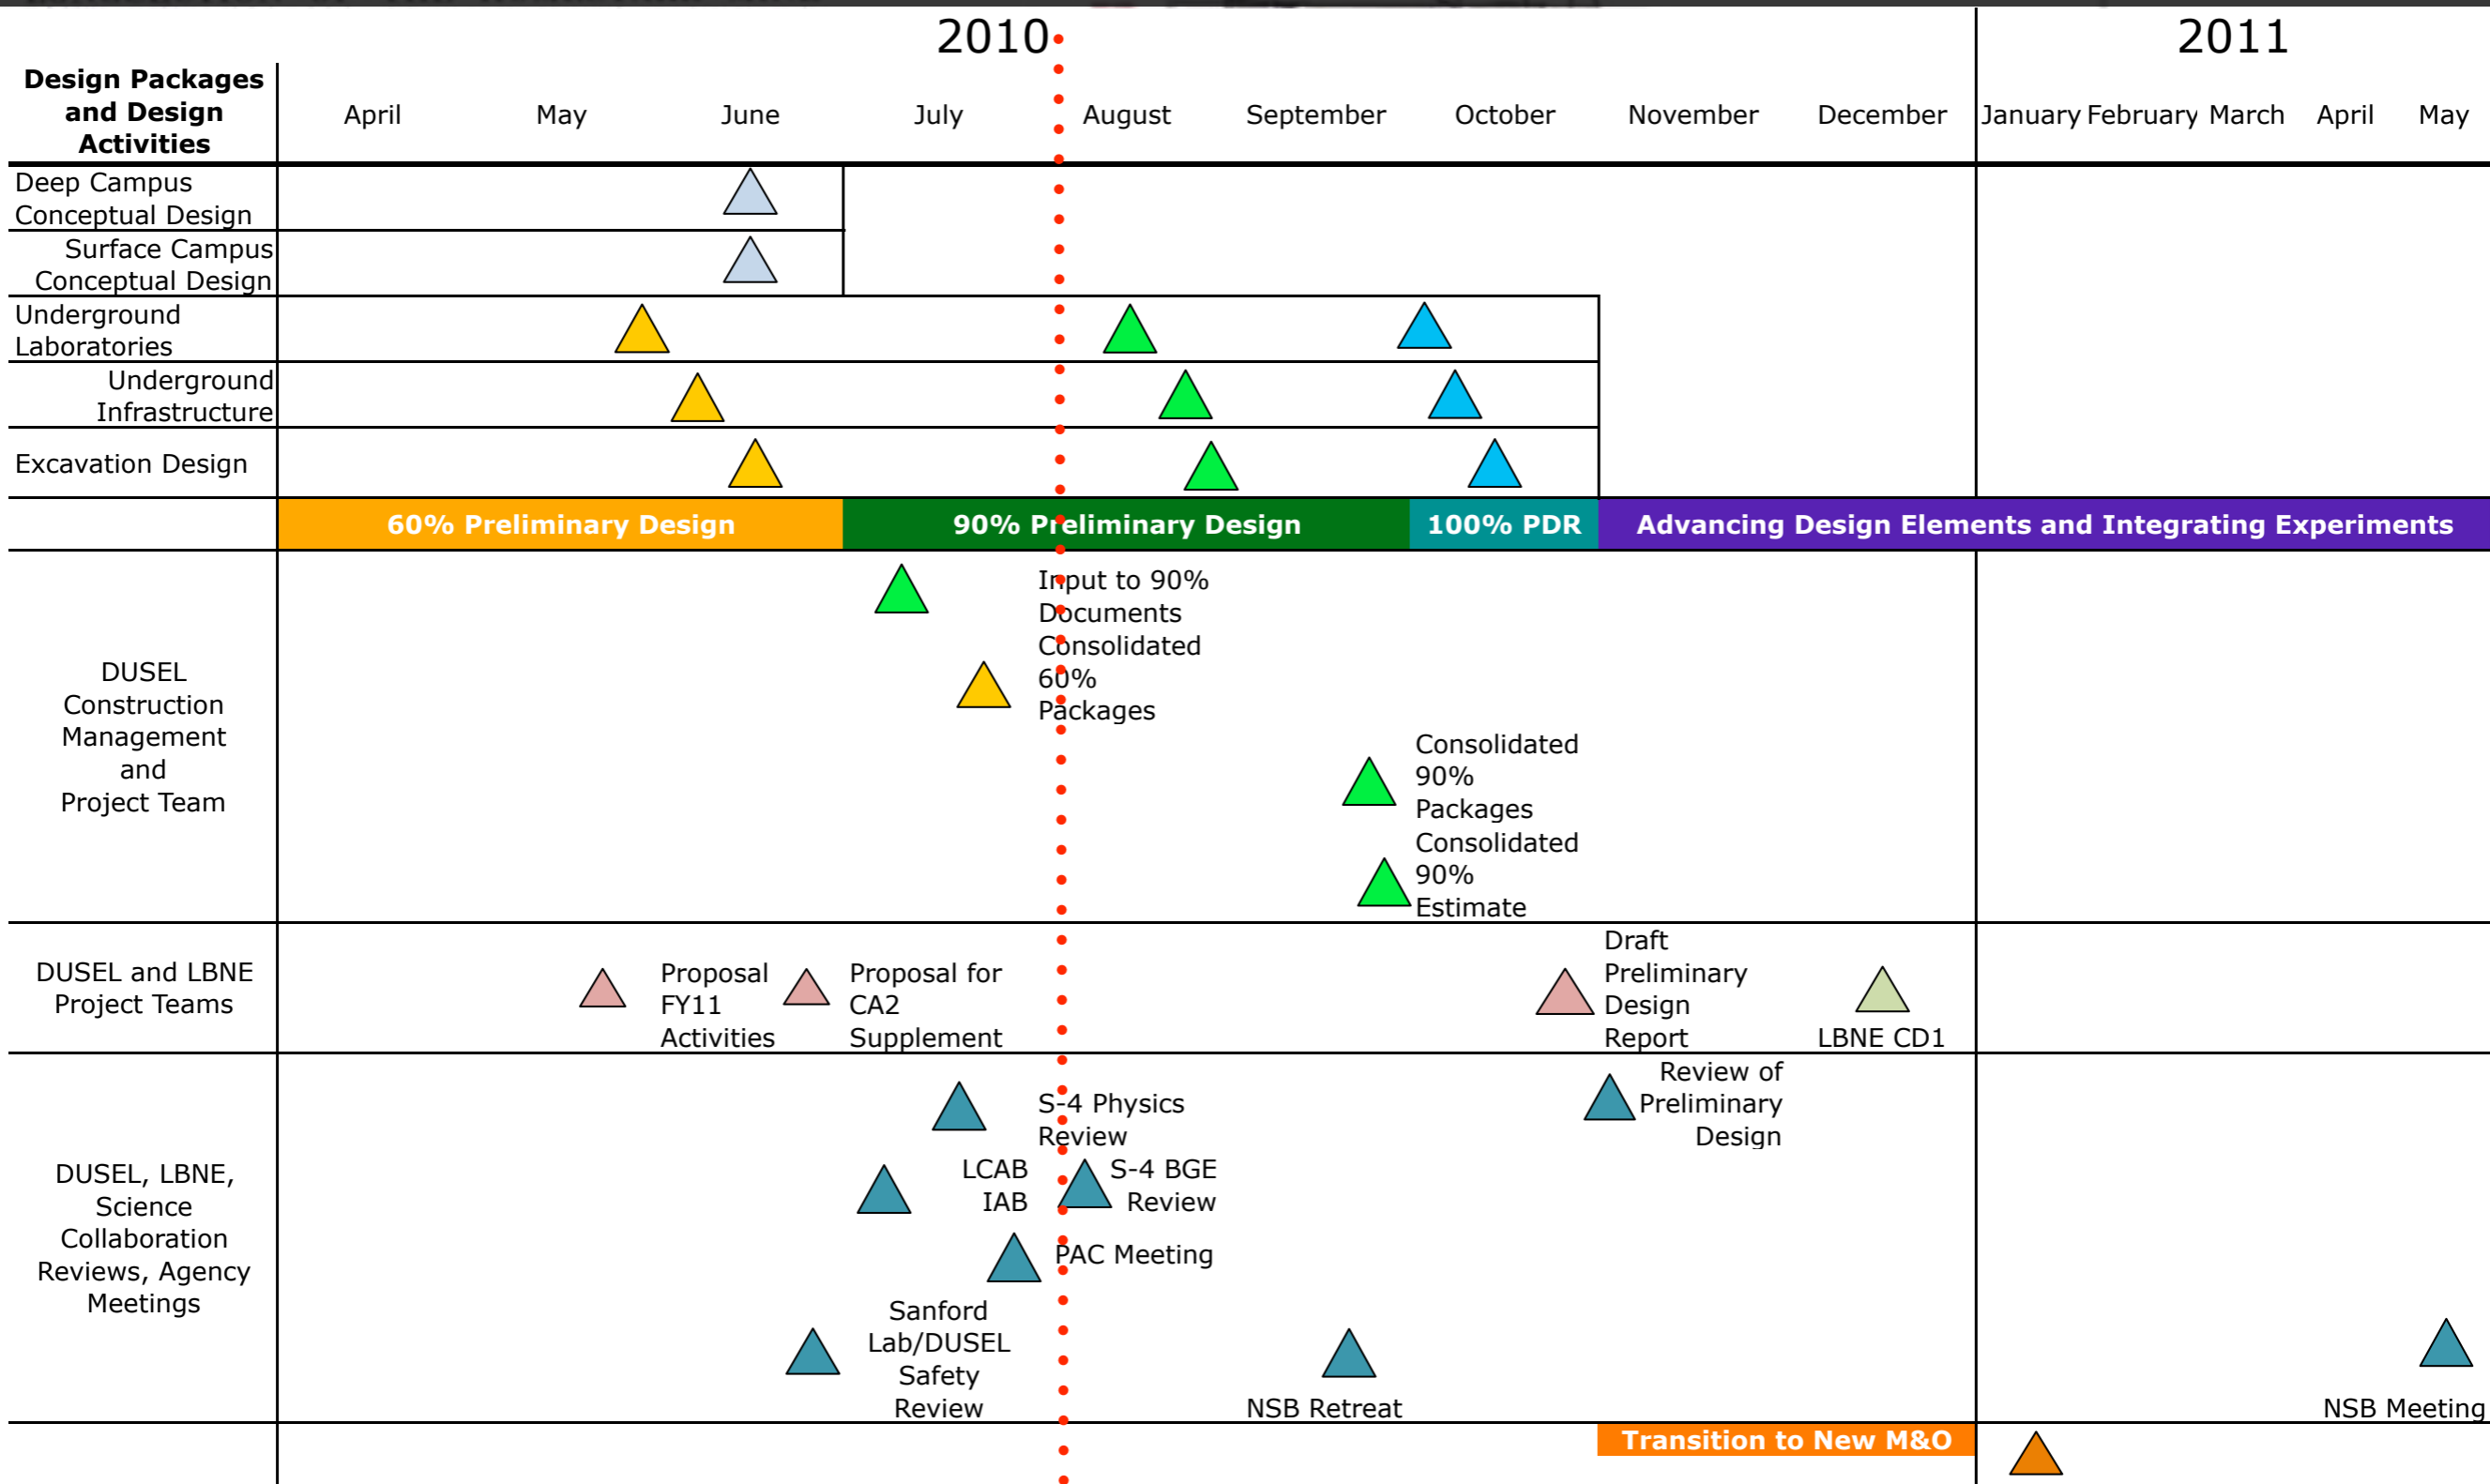 2010
2011
Design Packages
and Design
Activities
April
May
June
July
August
September
October
November
December
January
February
March
April
May
Deep Campus
Conceptual Design
Surface Campus
Conceptual Design
Underground
Laboratories
Underground
Infrastructure
Excavation Design
60% Preliminary Design
90% Preliminary Design
100% PDR
Advancing Design Elements and Integrating Experiments
DUSEL
Construction
Management
and
Project Team
Input to 90%
Documents
Consolidated
60%
Packages
Consolidated
90%
Packages
Consolidated
90%
Estimate
DUSEL and LBNE
Project Teams
Proposal
FY11
Activities
Proposal for
CA2
Supplement
Draft
Preliminary
Design
Report
LBNE CD1
DUSEL, LBNE,
Science
Collaboration
Reviews, Agency
Meetings
S-4 Physics
Review
Review of
Preliminary
Design
LCAB
IAB
S-4 BGE
Review
PAC Meeting
Sanford
Lab/DUSEL
Safety
Review
NSB Retreat
NSB Meeting
Transition to New M&O